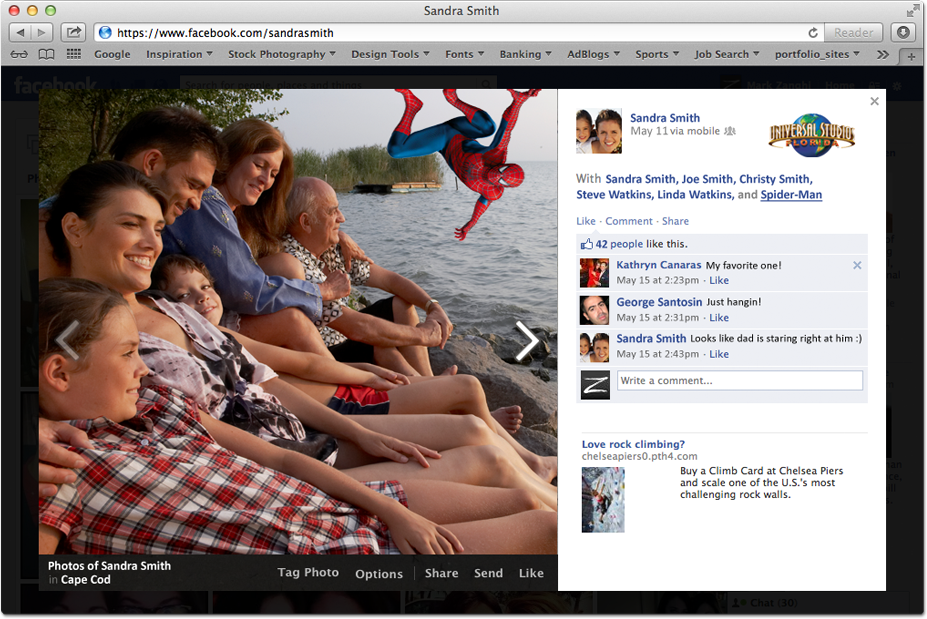 Sandra Smith
https://www.facebook.com/sandrasmith
Reader
Google Inspiration Stock Photography Design Tools Fonts Banking AdBlogs Sports Job Search portfolio_sites
facebook
Search for people, places and things
Sandra Smith
May 11 via mobile
UNIVERSAL STUDIOS
FLORIDA
With Sandra Smith, Joe Smith, Christy Smith,
Steve Watkins, Linda Watkins, and Spider-Man
Like · Comment · Share
42 people like this.
Kathryn Canaras My favorite one!
May 15 at 2:23pm · Like
George Santosin Just hangin!
May 15 at 2:31pm · Like
Sandra Smith Looks like dad is staring right at him :)
May 15 at 2:43pm · Like
Write a comment...
Love rock climbing?
chelseapiers0.pth4.com
Buy a Climb Card at Chelsea Piers
and scale one of the U.S.'s most
challenging rock walls.
Photos of Sandra Smith
in Cape Cod
Tag Photo Options Share Send Like
Chat (30)